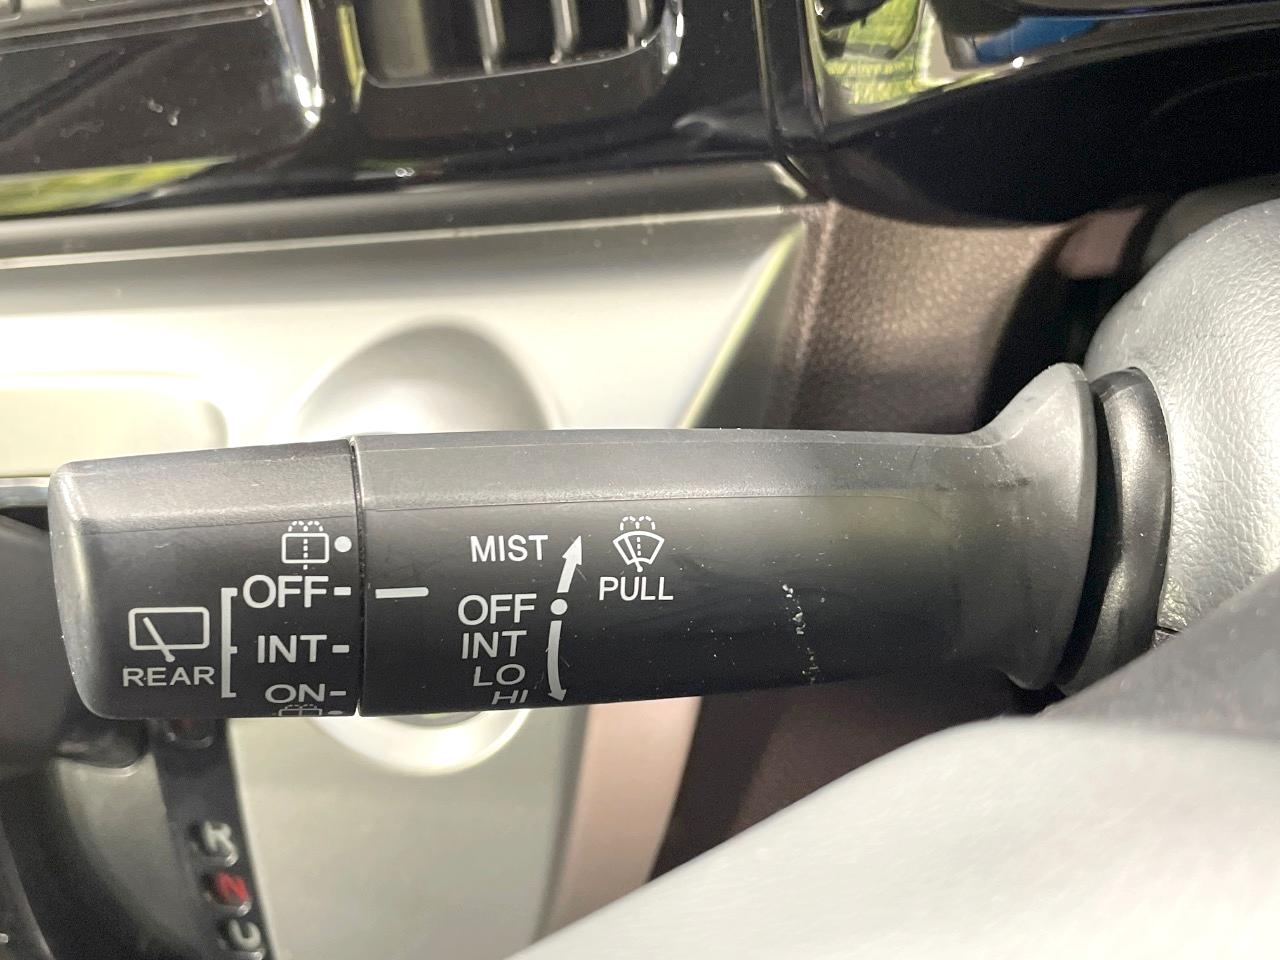 MIST
PULL
OFF
OFF
INT
INT
LO
REAR
ON
HI
R
N